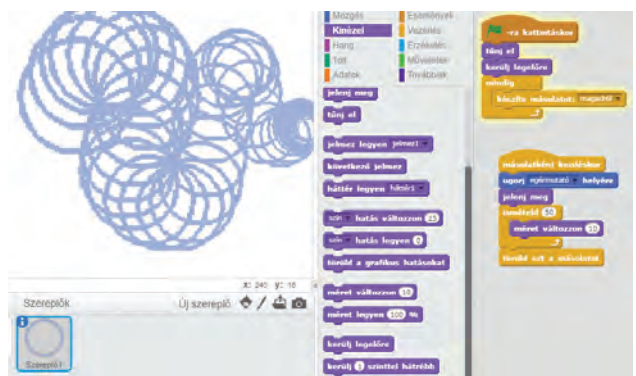 Mozgás
Események
Kinézet
Vezérlés
Hang
Érzékelés
Toll
Műveletek
Adatok
Továbbiak
jelenj meg
tűnj el
jelmez legyen jelmez1
következő jelmez
háttér legyen háttér1
szín hatás változzon 25
szín hatás legyen 0
töröld a grafikus hatásokat
méret változzon 10
méret legyen 100 %
kerülj legelőre
kerülj 1 szinttel hátrébb
-ra kattintáskor
tűnj el
kerülj legelőre
mindig
készíts másolatot: magadról
másolatként kezdéskor
ugorj egérmutató helyére
jelenj meg
ismételd 50
méret változzon 10
töröld ezt a másolatot
x: 240 y: 18
Szereplők
Új szereplő
Szereplő1